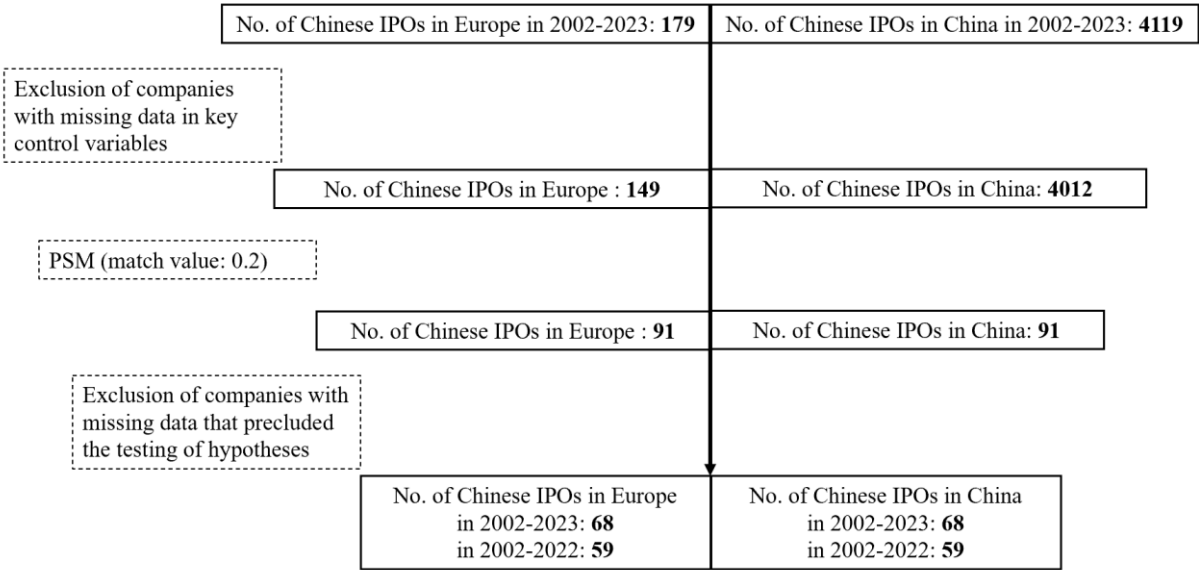 No. of Chinese IPOs in Europe in 2002-2023: 179
No. of Chinese IPOs in China in 2002-2023: 4119
Exclusion of companies
with missing data in key
control variables
No. of Chinese IPOs in Europe : 149
No. of Chinese IPOs in China: 4012
PSM (match value: 0.2)
No. of Chinese IPOs in Europe : 91
No. of Chinese IPOs in China: 91
Exclusion of companies with
missing data that precluded
the testing of hypotheses
No. of Chinese IPOs in Europe
in 2002-2023: 68
in 2002-2022: 59
No. of Chinese IPOs in China
in 2002-2023: 68
in 2002-2022: 59